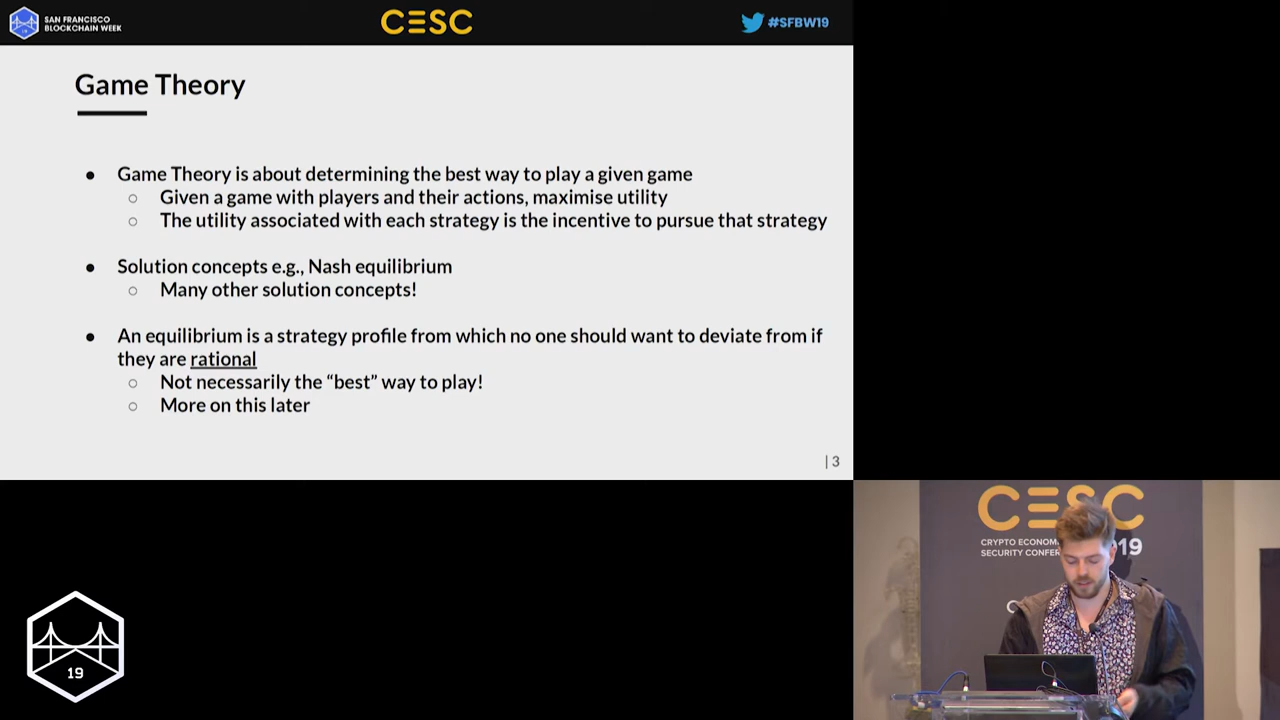 SAN FRANCISCO
BLOCKCHAIN WEEK
19
CESC
#SFBW19
Game Theory
● Game Theory is about determining the best way to play a given game
○ Given a game with players and their actions, maximise utility
○ The utility associated with each strategy is the incentive to pursue that strategy
● Solution concepts e.g., Nash equilibrium
○ Many other solution concepts!
● An equilibrium is a strategy profile from which no one should want to deviate from if
they are rational
○ Not necessarily the “best” way to play!
○ More on this later
| 3
CESC
CRYPTO ECONOM
SECURITY CONFER
19
19